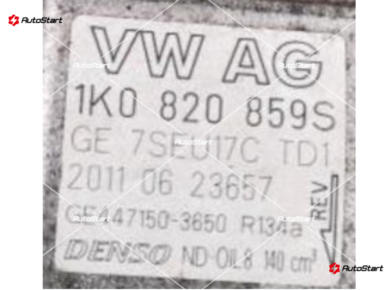 AutoStart
VW AG
1K0 820 859S
GE 7SEU17C TD1
2011 06 23657
GE447150-3650 R134a
REV
DENSO ND-OIL8 140 cm³
AutoStart